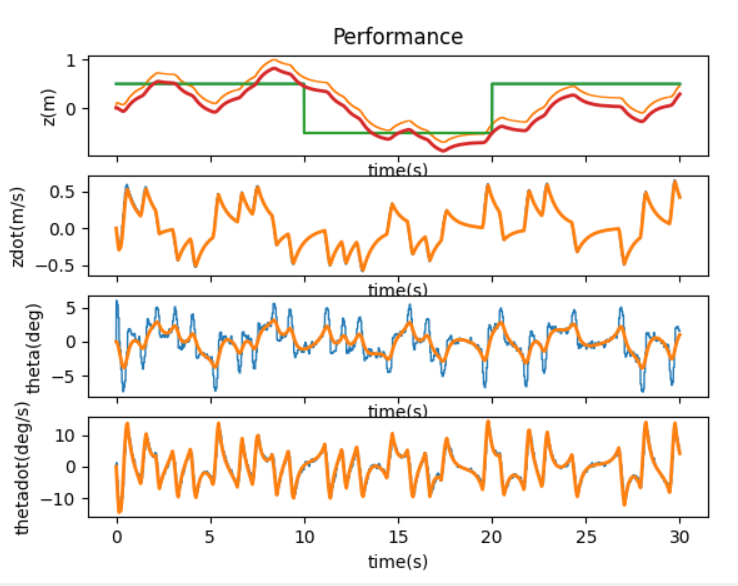 Performance
1
0
z(m)
time(s)
0.5
0.0
−0.5
zdot(m/s)
time(s)
5
0
−5
theta(deg)
time(s)
10
0
−10
thetadot(deg/s)
0 5 10 15 20 25 30
time(s)